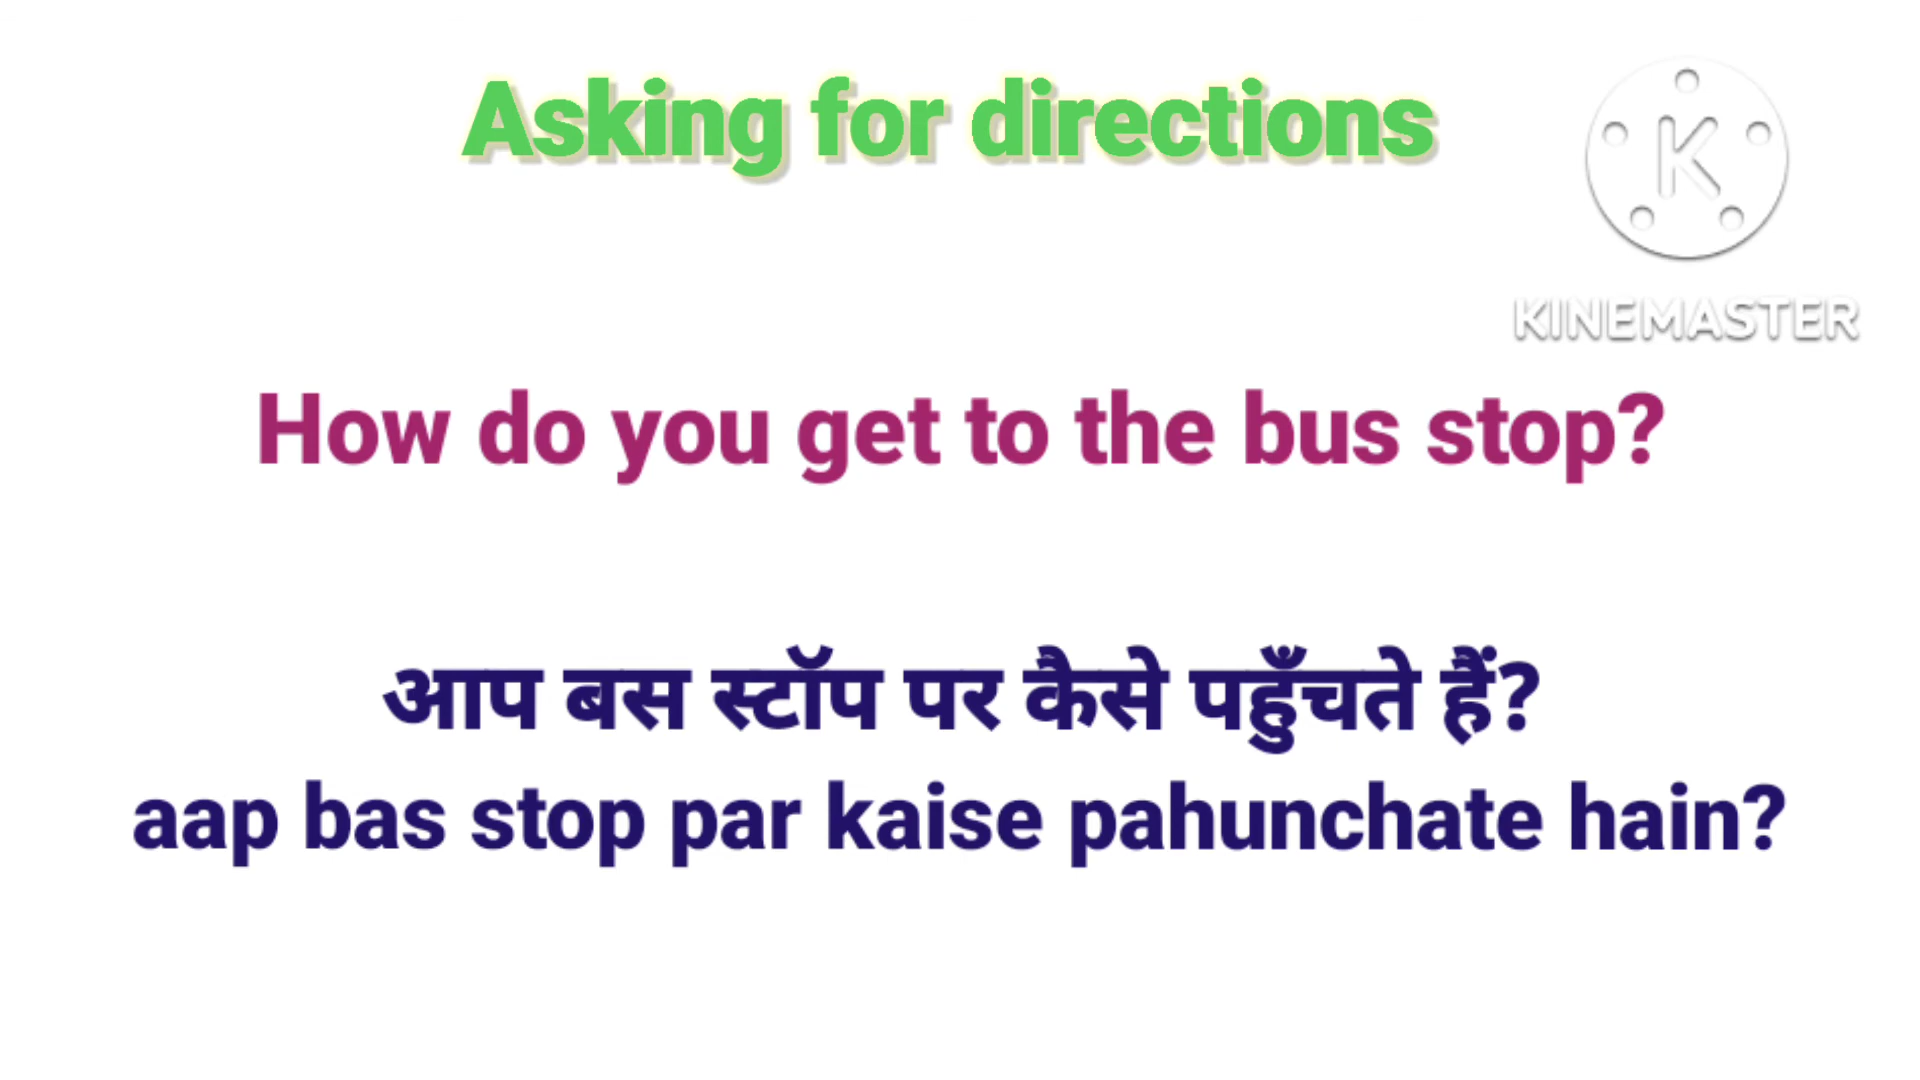 Asking for directions
K
KINEMASTER
How do you get to the bus stop?
आप बस स्टॉप पर कैसे पहुँचते हैं?
aap bas stop par kaise pahunchate hain?